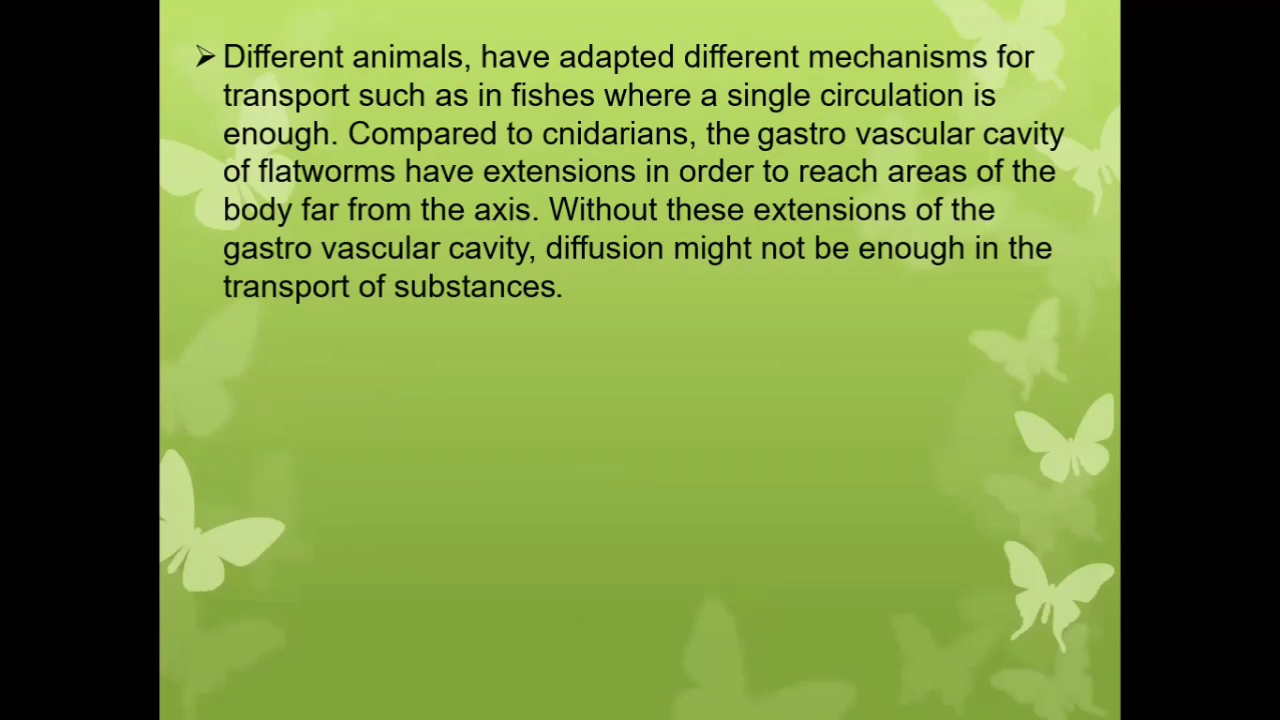 ➢ Different animals, have adapted different mechanisms for
transport such as in fishes where a single circulation is
enough. Compared to cnidarians, the gastro vascular cavity
of flatworms have extensions in order to reach areas of the
body far from the axis. Without these extensions of the
gastro vascular cavity, diffusion might not be enough in the
transport of substances.